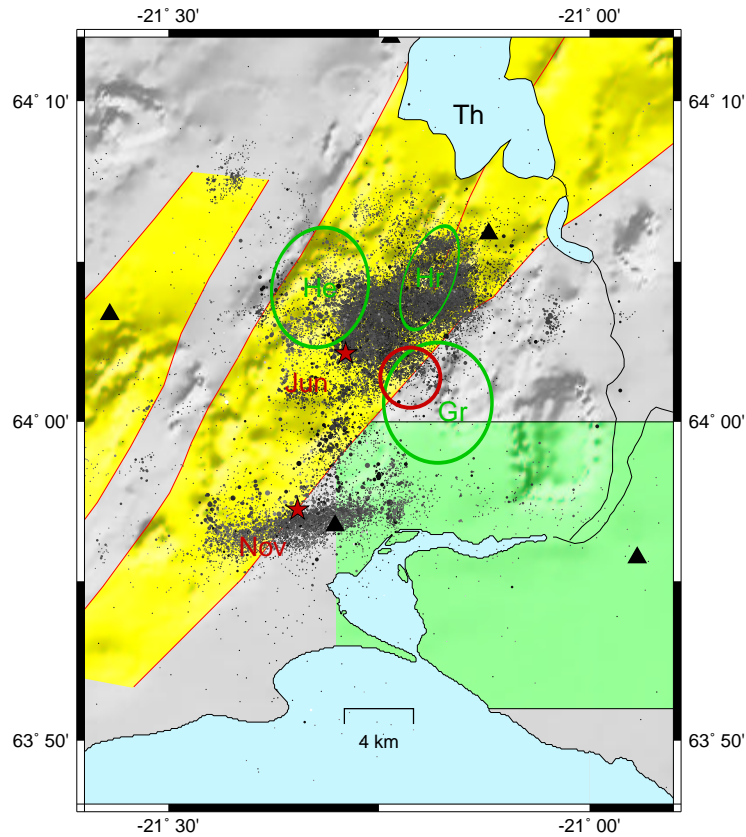 -21° 30' -21° 00'
64° 10' 64° 10'
Th
He Hr
Jun
64° 00' Gr 64° 00'
Nov
63° 50' 4 km 63° 50'
-21° 30' -21° 00'